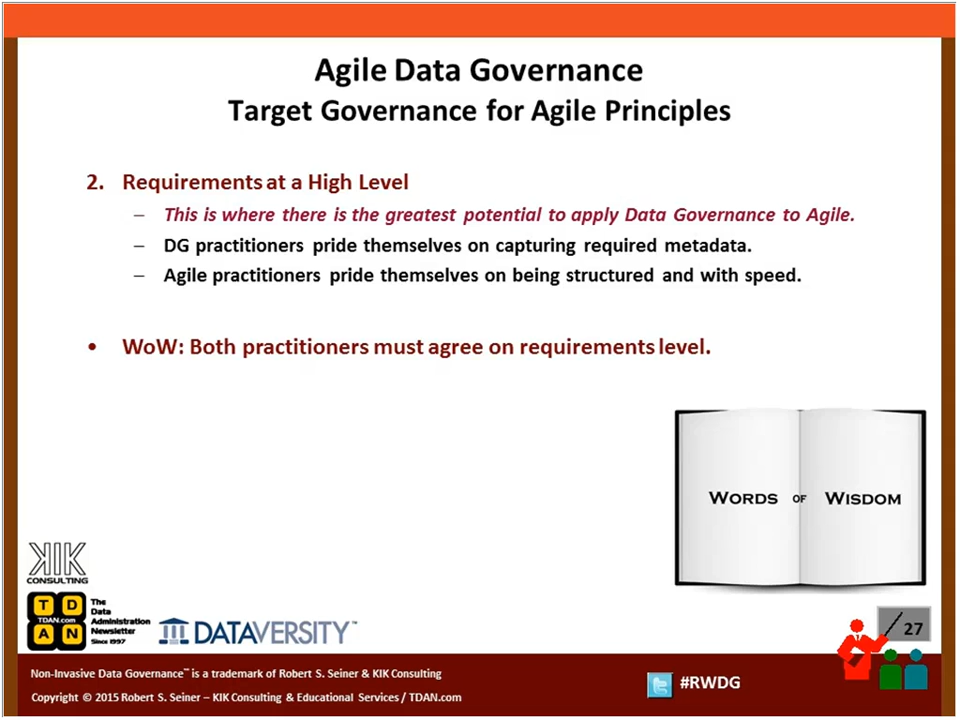 Agile Data Governance
Target Governance for Agile Principles
2. Requirements at a High Level
– This is where there is the greatest potential to apply Data Governance to Agile.
– DG practitioners pride themselves on capturing required metadata.
– Agile practitioners pride themselves on being structured and with speed.
• WoW: Both practitioners must agree on requirements level.
WORDS OF WISDOM
KIK
CONSULTING
T D
TDAN.com
A N
The
Data
Administration
Newsletter
Since 1997
DATAVERSITY™
27
Non-Invasive Data Governance™ is a trademark of Robert S. Seiner & KIK Consulting
Copyright © 2015 Robert S. Seiner – KIK Consulting & Educational Services / TDAN.com
#RWDG